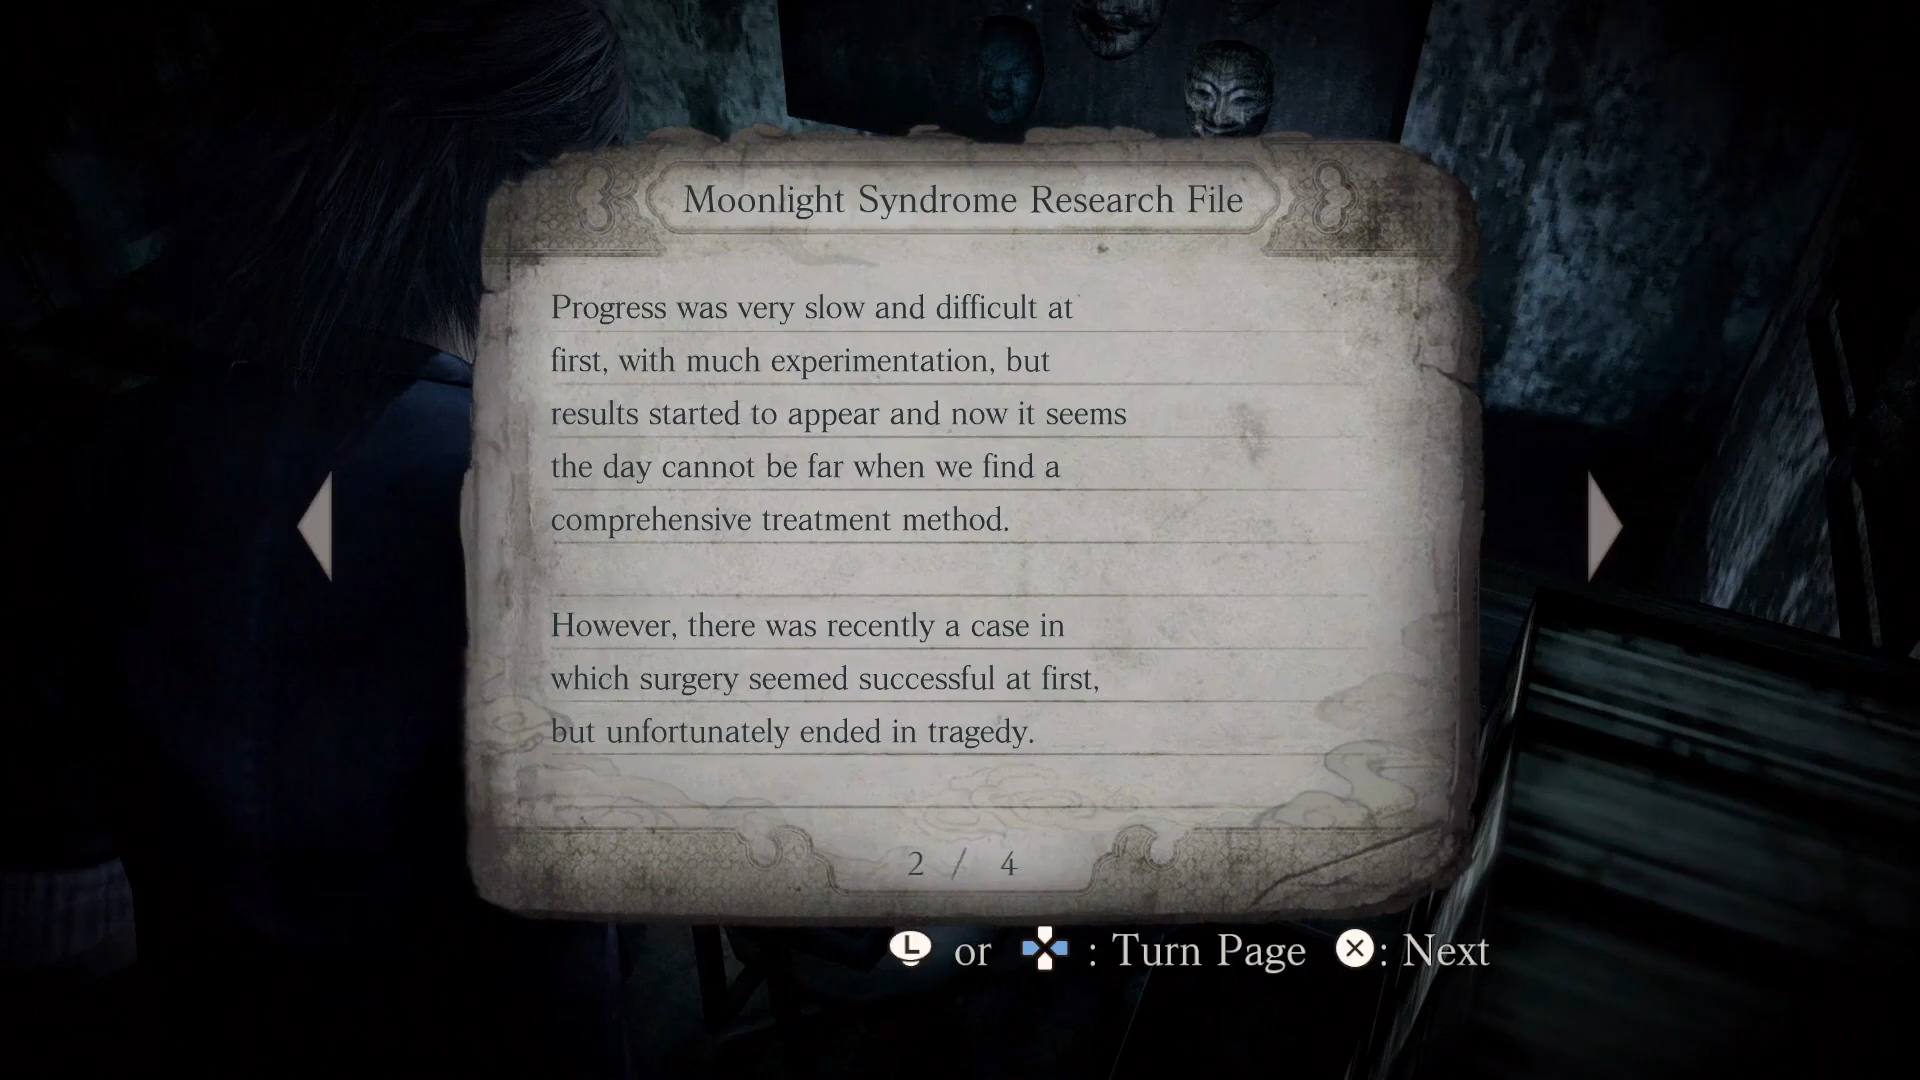 Moonlight Syndrome Research File
Progress was very slow and difficult at
first, with much experimentation, but
results started to appear and now it seems
the day cannot be far when we find a
comprehensive treatment method.
However, there was recently a case in
which surgery seemed successful at first,
but unfortunately ended in tragedy.
2 / 4
L or : Turn Page X: Next